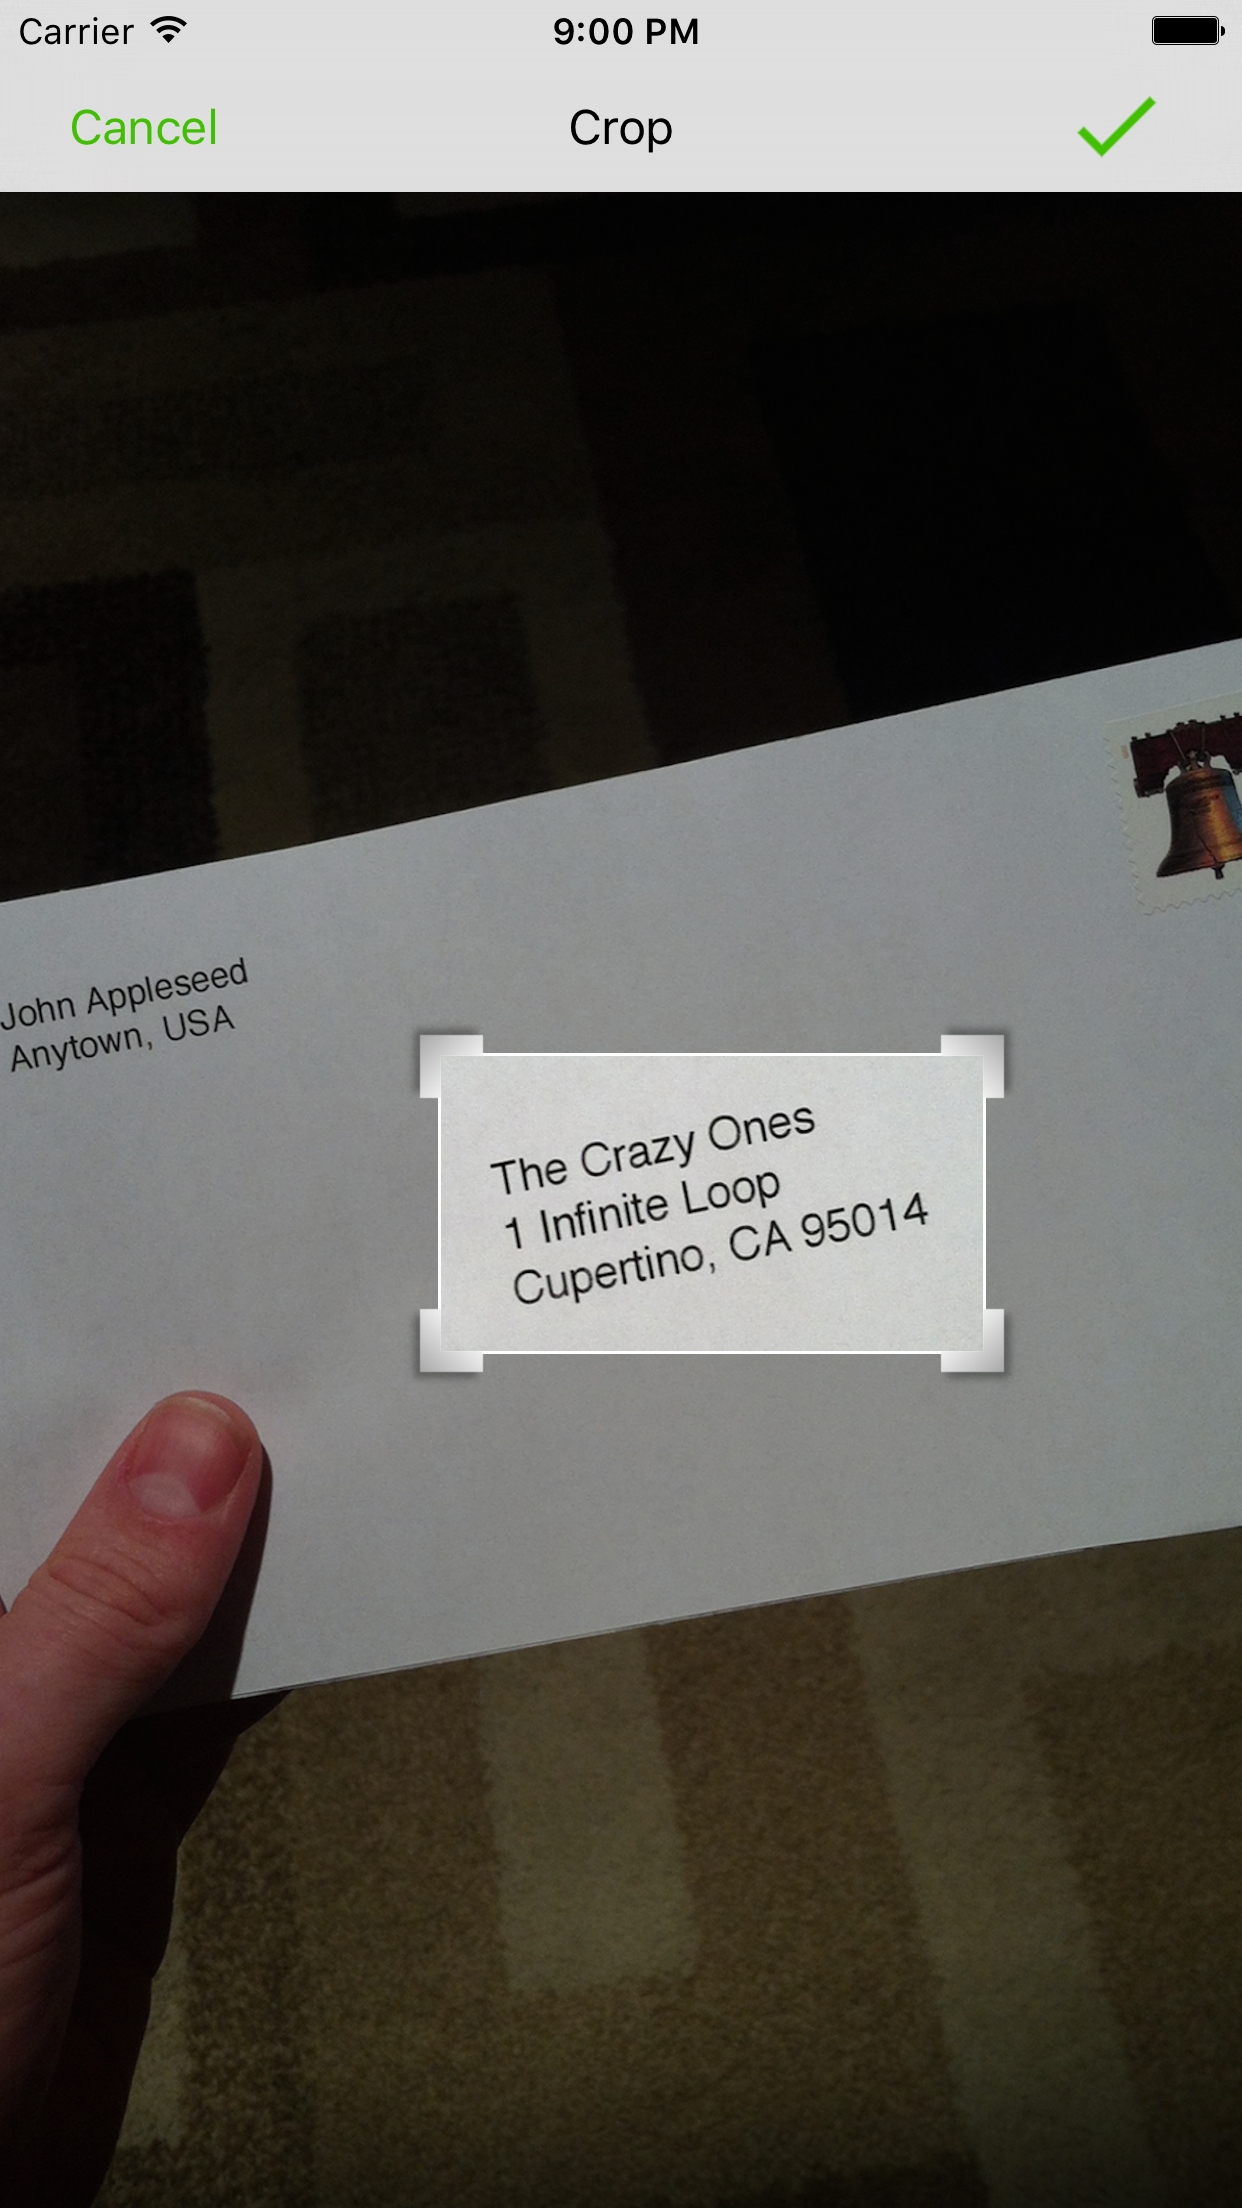 Carrier 9:00 PM
Cancel Crop
John Appleseed
Anytown, USA
The Crazy Ones
1 Infinite Loop
Cupertino, CA 95014